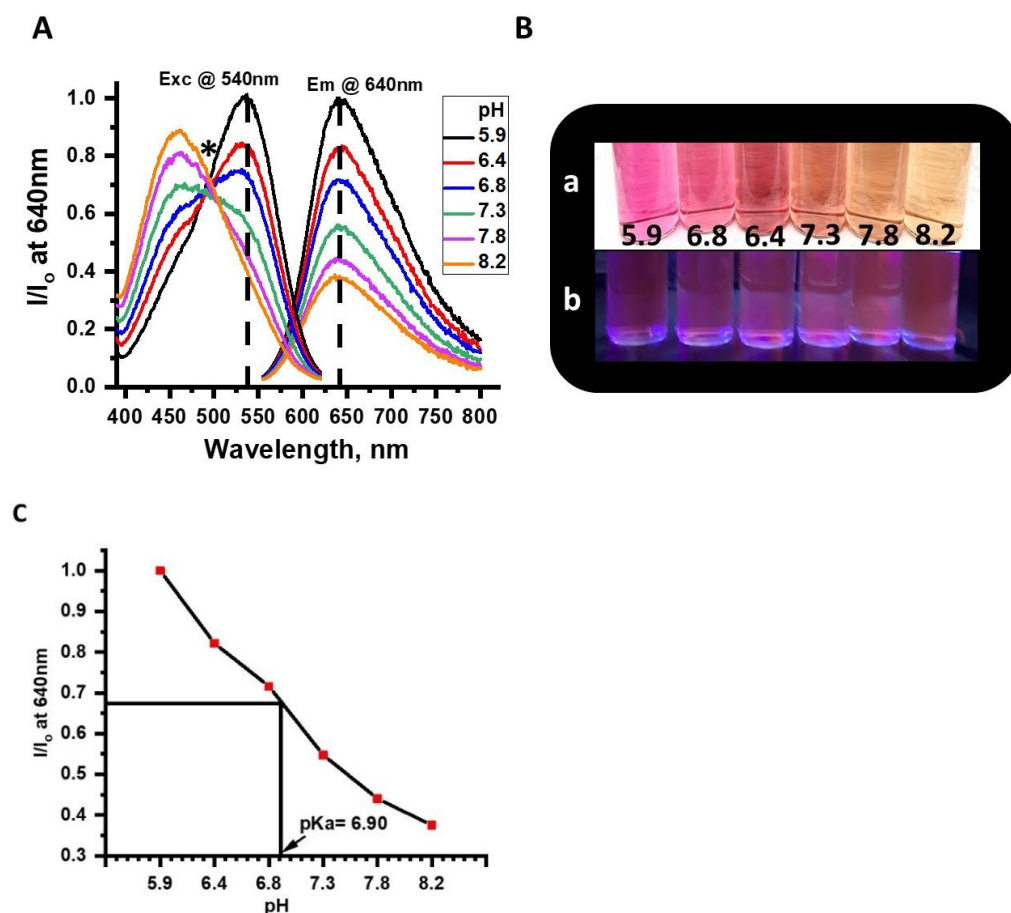 A
B
Exc @ 540nm
Em @ 640nm
*
pH
5.9
6.4
6.8
7.3
7.8
8.2
1.0
0.8
0.6
0.4
0.2
0.0
I/Io at 640nm
400 450 500 550 600 650 700 750 800
Wavelength, nm
a
5.9 6.8 6.4 7.3 7.8 8.2
b
C
1.0
0.9
0.8
0.7
0.6
0.5
0.4
0.3
I/Io at 640nm
pKa= 6.90
5.9 6.4 6.8 7.3 7.8 8.2
pH